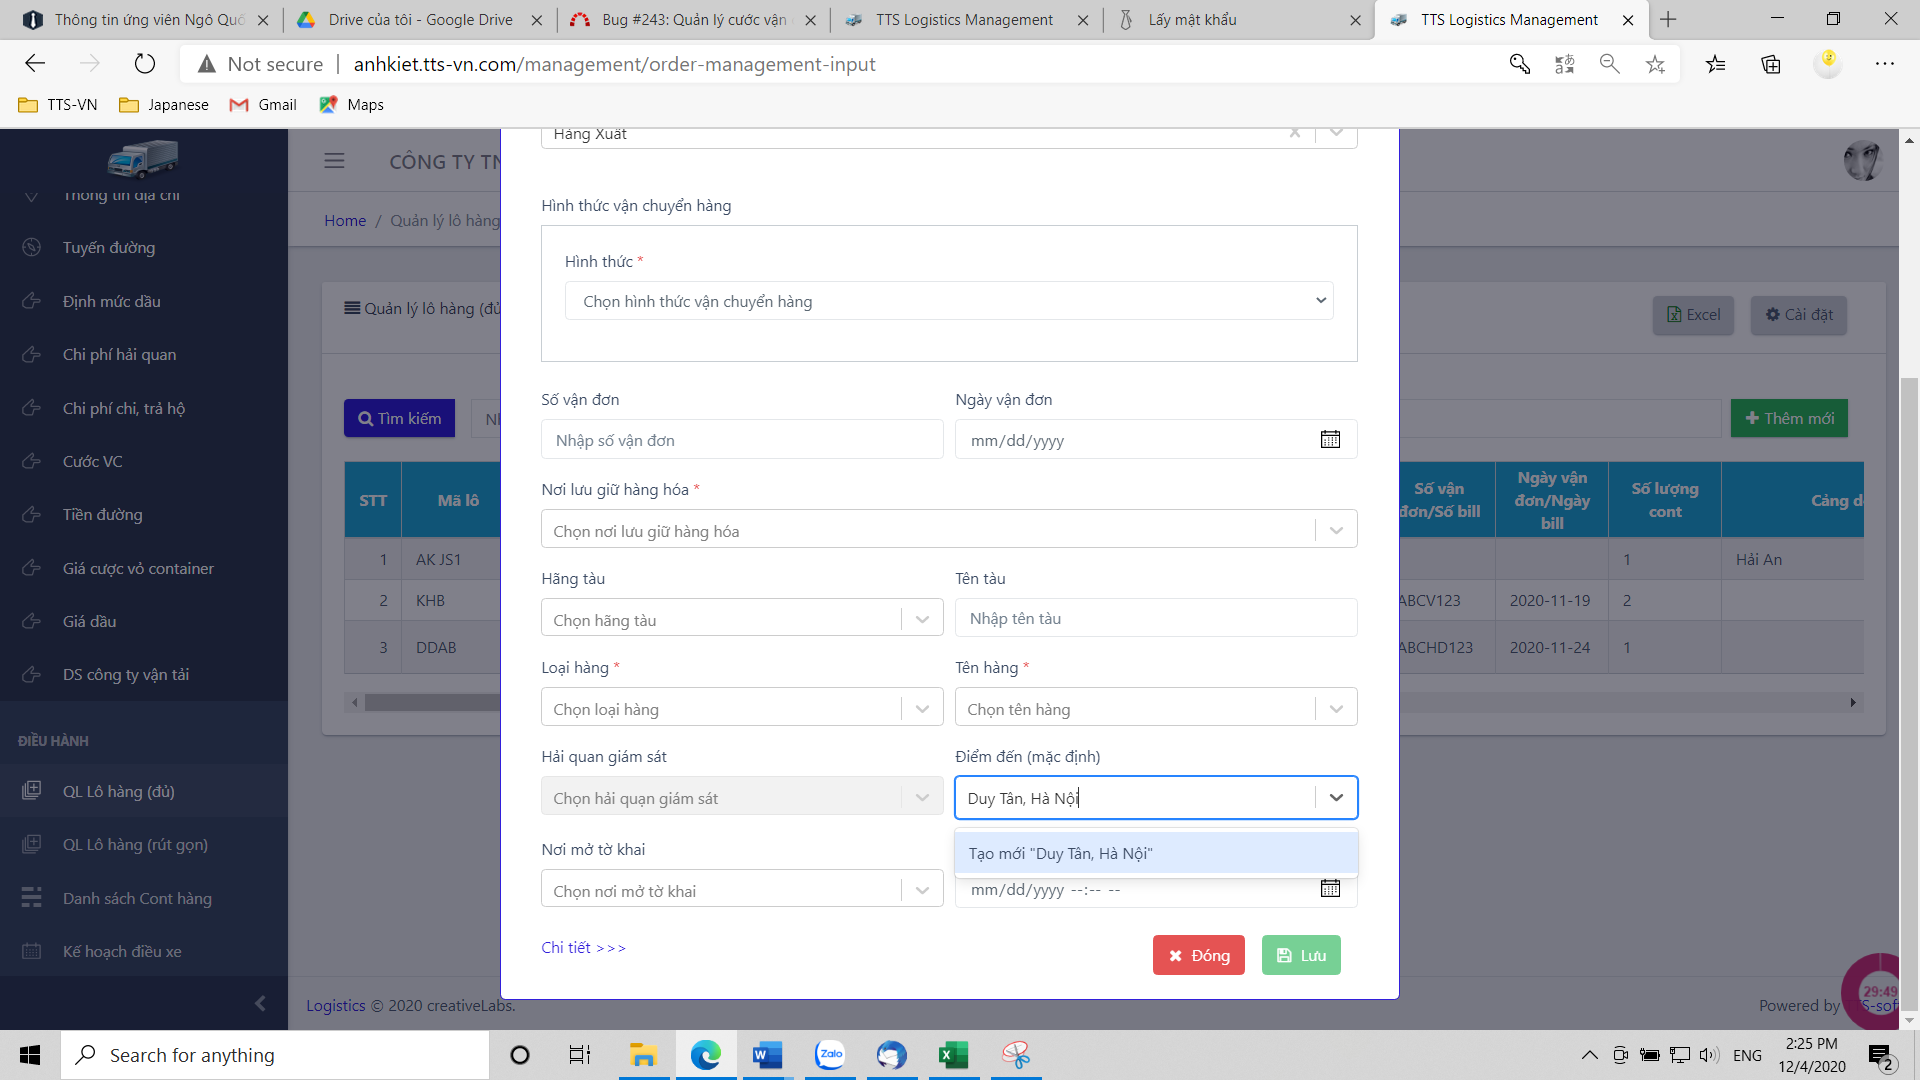 Thông tin ứng viên Ngô Quố
Drive của tôi - Google Drive
Bug #243: Quản lý cước vận
TTS Logistics Management
Lấy mật khẩu
TTS Logistics Management
Not secure
anhkiet.tts-vn.com/management/order-management-input
TTS-VN
Japanese
Gmail
Maps
Thông tin địa chỉ
Tuyến đường
Định mức dầu
Chi phí hải quan
Chi phí chi, trả hộ
Cước VC
Tiền đường
Giá cược vỏ container
Giá dầu
DS công ty vận tải
ĐIỀU HÀNH
QL Lô hàng (đủ)
QL Lô hàng (rút gọn)
Danh sách Cont hàng
Kế hoạch điều xe
CÔNG TY TN
Home / Quản lý lô hàng
Quản lý lô hàng (đủ
Excel
Cài đặt
Tìm kiếm
Nh
Thêm mới
STT
Mã lô
Số vận đơn/Số bill
Ngày vận đơn/Ngày bill
Số lượng cont
Cảng d
1 AK JS1 1 Hải An
2 KHB ABCV123 2020-11-19 2
3 DDAB ABCHD123 2020-11-24 1
Hàng Xuất
Hình thức vận chuyển hàng
Hình thức *
Chọn hình thức vận chuyển hàng
Số vận đơn
Ngày vận đơn
Nhập số vận đơn
mm/dd/yyyy
Nơi lưu giữ hàng hóa *
Chọn nơi lưu giữ hàng hóa
Hãng tàu
Tên tàu
Chọn hãng tàu
Nhập tên tàu
Loại hàng *
Tên hàng *
Chọn loại hàng
Chọn tên hàng
Hải quan giám sát
Điểm đến (mặc định)
Chọn hải quạn giám sát
Duy Tân, Hà Nội
Tạo mới "Duy Tân, Hà Nội"
Nơi mở tờ khai
Chọn nơi mở tờ khai
mm/dd/yyyy --:-- --
Chi tiết >>>
Đóng
Lưu
Logistics © 2020 creativeLabs.
Powered by TTS-soft
29:49
Search for anything
Zalo
ENG
2:25 PM
12/4/2020
2